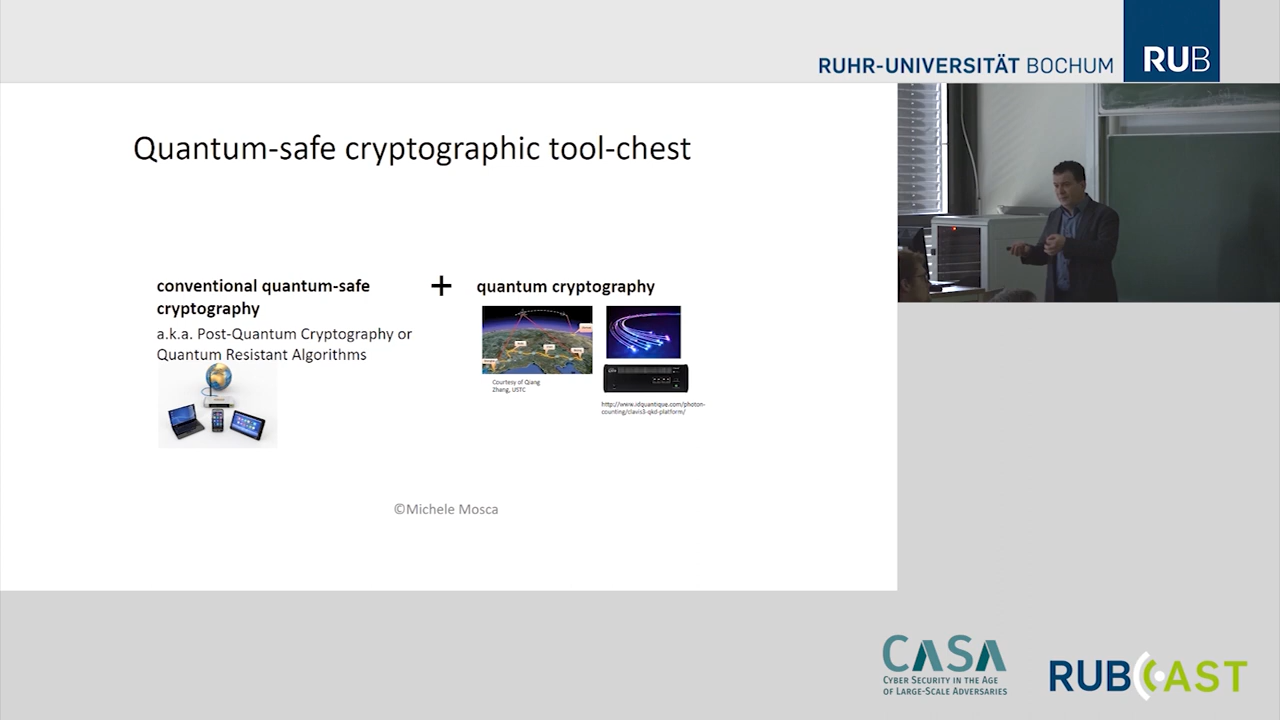 RUHR-UNIVERSITÄT BOCHUM
RUB
Quantum-safe cryptographic tool-chest
conventional quantum-safe
cryptography
a.k.a. Post-Quantum Cryptography or
Quantum Resistant Algorithms
+
quantum cryptography
Courtesy of Qiang
Zhang, USTC
http://www.idquantique.com/photon-
counting/clavis3-qkd-platform/
©Michele Mosca
CASA
CYBER SECURITY IN THE AGE
OF LARGE-SCALE ADVERSARIES
RUBCAST